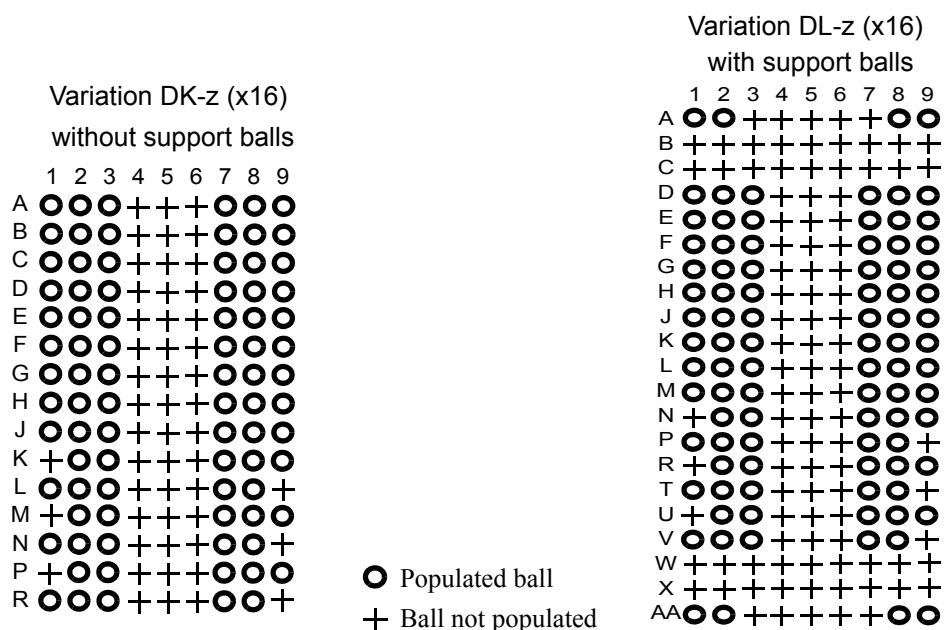 Variation DK-z (x16)
without support balls
1 2 3 4 5 6 7 8 9
A
B
C
D
E
F
G
H
J
K
L
M
N
P
R
Populated ball
Ball not populated
Variation DL-z (x16)
with support balls
1 2 3 4 5 6 7 8 9
A
B
C
D
E
F
G
H
J
K
L
M
N
P
R
T
U
V
W
X
AA